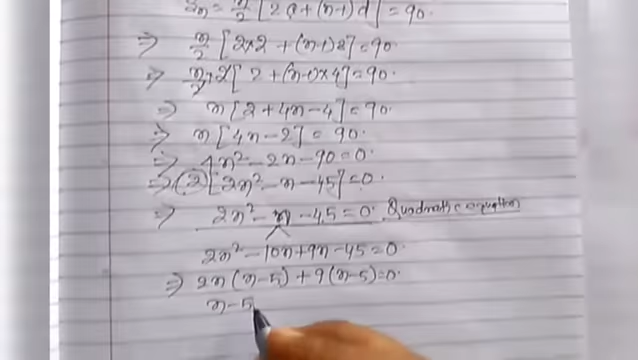 Sn = n/2 [2a + (n-1)d] = 90.
⇒ n/2 [2×2 + (n-1)8] = 90.
⇒ n/2 × 2[2 + (n-1)×4] = 90.
⇒ n[2 + 4n - 4] = 90.
⇒ n[4n - 2] = 90.
⇒ 4n² - 2n - 90 = 0.
⇒ 2[2n² - n - 45] = 0.
⇒ 2n² - n - 45 = 0. Quadratic equation
2n² - 10n + 9n - 45 = 0.
⇒ 2n(n-5) + 9(n-5) = 0.
n - 5